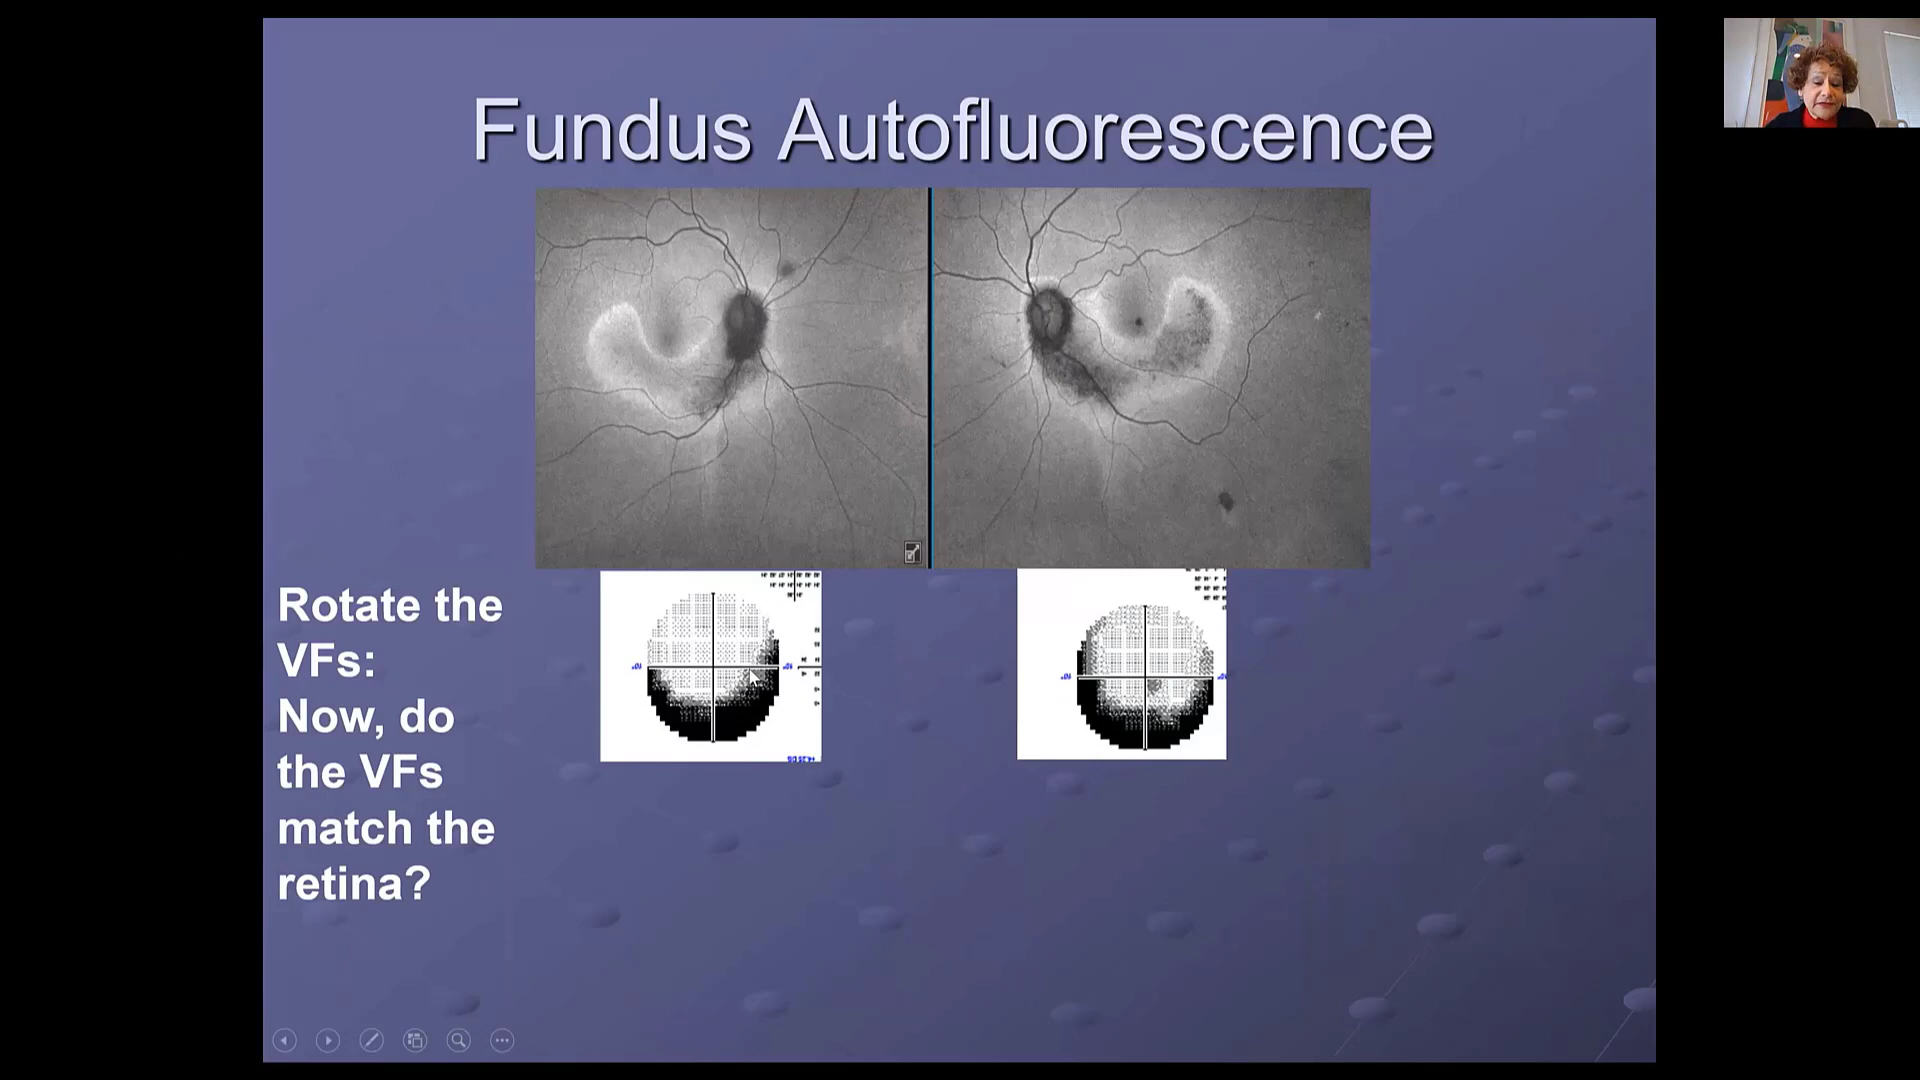 Fundus Autofluorescence
Rotate the
VFs:
Now, do
the VFs
match the
retina?